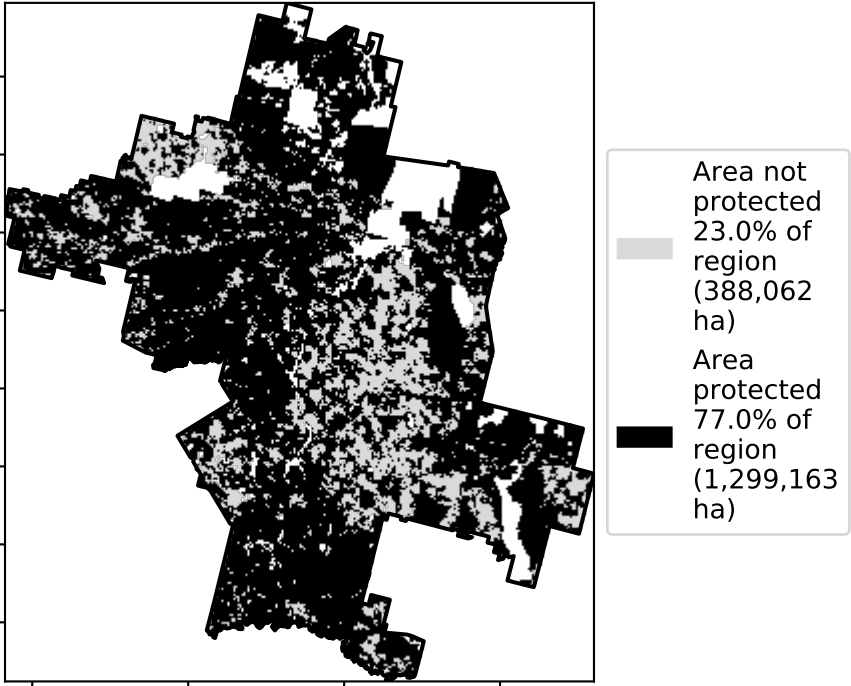 Area not
protected
23.0% of
region
(388,062
ha)
Area
protected
77.0% of
region
(1,299,163
ha)